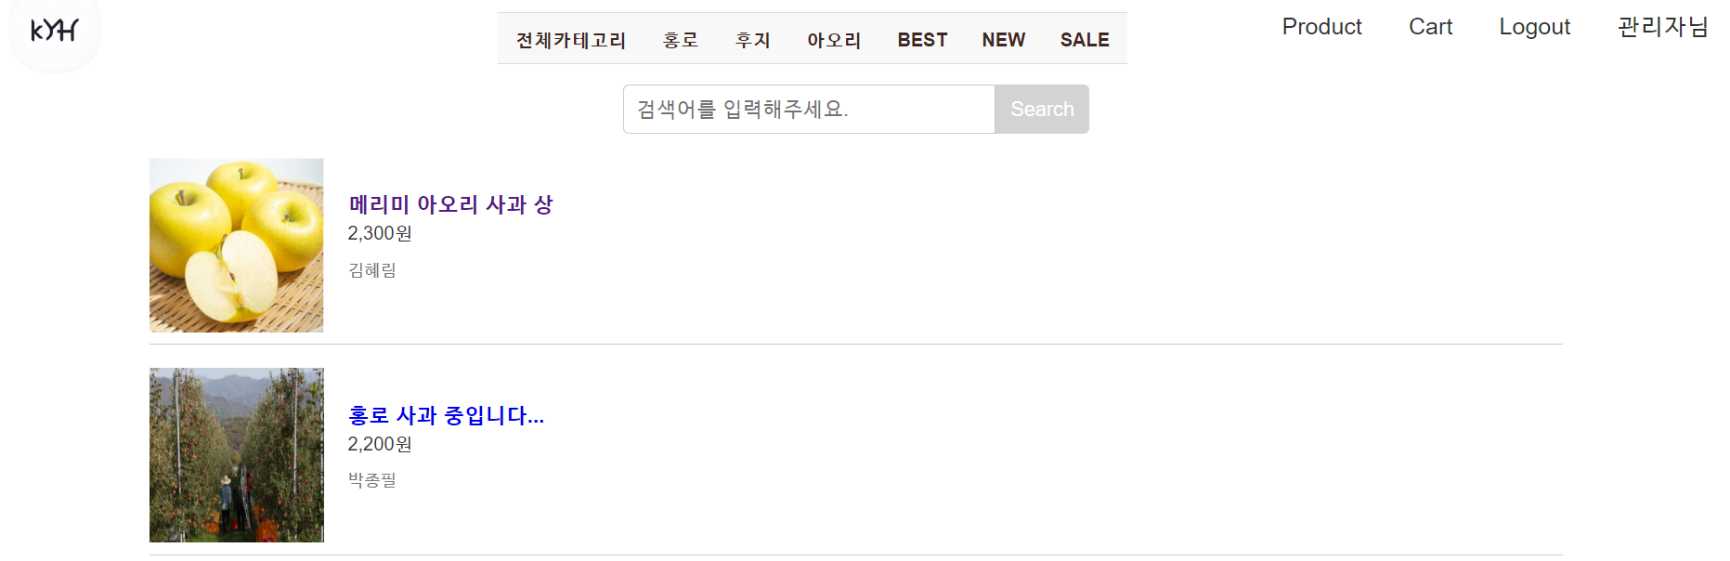 kYH
전체카테고리 홍로 후지 아오리 BEST NEW SALE
Product Cart Logout 관리자님
검색어를 입력해주세요. Search
메리미 아오리 사과 상
2,300원
김혜림
홍로 사과 중입니다...
2,200원
박종필